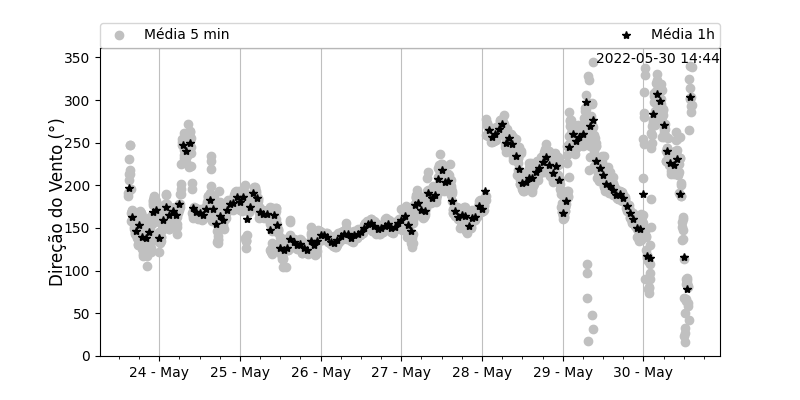 Média 5 min
Média 1h
2022-05-30 14:44
Direção do Vento (°)
350
300
250
200
150
100
50
0
24 - May
25 - May
26 - May
27 - May
28 - May
29 - May
30 - May